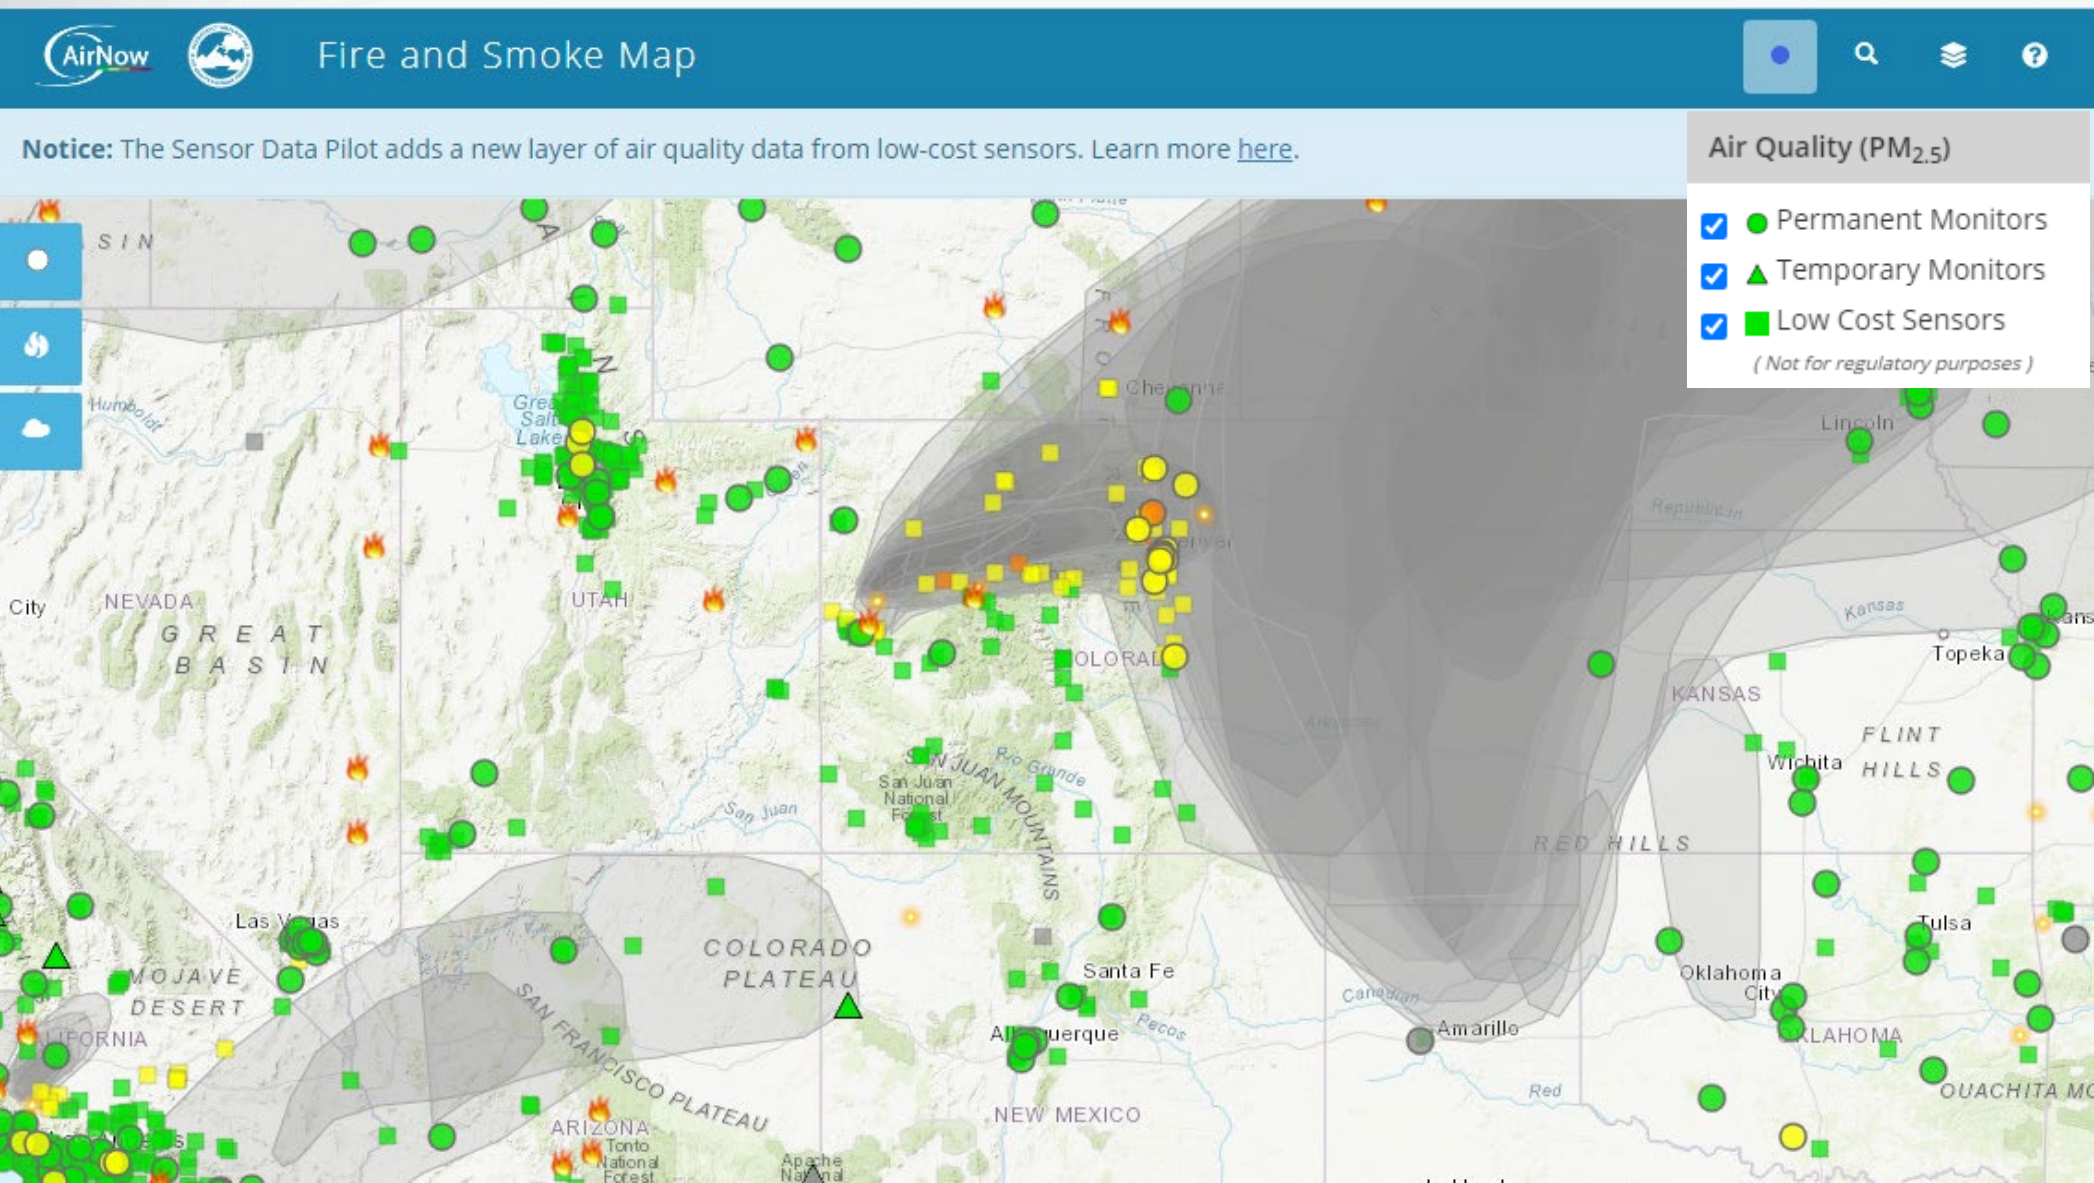 AirNow
Fire and Smoke Map
Notice: The Sensor Data Pilot adds a new layer of air quality data from low-cost sensors. Learn more here.
Air Quality (PM2.5)
Permanent Monitors
Temporary Monitors
Low Cost Sensors
( Not for regulatory purposes )
SIN
Cheyenne
Humboldt
Great
Salt
Lake
Lincoln
Republican
City
NEVADA
UTAH
GREAT
BASIN
Kansas
Topeka
KANSAS
FLINT
HILLS
Wichita
Rio Grande
SAN JUAN MOUNTAINS
San Juan
National
Forest
San Juan
Arkansas
RED HILLS
Las Vegas
COLORADO
PLATEAU
Tulsa
MOJAVE
DESERT
Santa Fe
Oklahoma
City
Canadian
Amarillo
OKLAHOMA
Albuquerque
Pecos
SAN FRANCISCO PLATEAU
Red
OUACHITA MO
NEW MEXICO
ARIZONA
Tonto
National
Forest
Apache
National